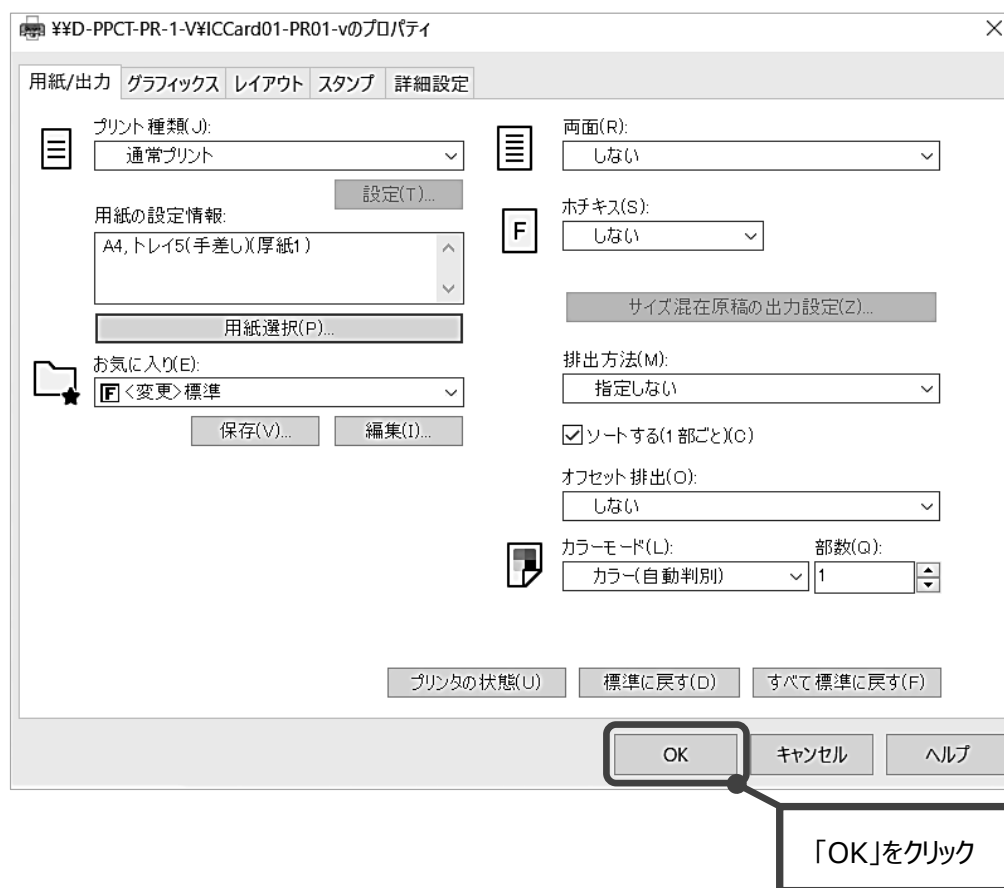 ¥¥D-PPCT-PR-1-V¥ICCard01-PR01-vのプロパティ
用紙/出力 グラフィックス レイアウト スタンプ 詳細設定
プリント種類(J):
通常プリント
設定(T)...
用紙の設定情報:
A4, トレイ5(手差し)(厚紙1)
用紙選択(P)...
お気に入り(E):
F <変更>標準
保存(V)... 編集(I)...
両面(R):
しない
F
ホチキス(S):
しない
サイズ混在原稿の出力設定(Z)...
排出方法(M):
指定しない
ソートする(1部ごと)(C)
オフセット排出(O):
しない
カラーモード(L): 部数(Q):
カラー(自動判別) 1
プリンタの状態(U) 標準に戻す(D) すべて標準に戻す(F)
OK キャンセル ヘルプ
「OK」をクリック